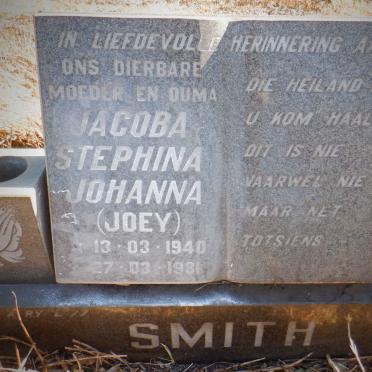 IN LIEFDEVOLLE HERINNERING A
ONS DIERBARE
MOEDER EN OUMA
JACOBA
STEPHINA
JOHANNA
(JOEY)
13·03·1940
27·03·1981
DIE HEILAND
U KOM HAAL
DIT IS NIE
VAARWEL NIE
MAAR NET
TOTSIENS
SMITH